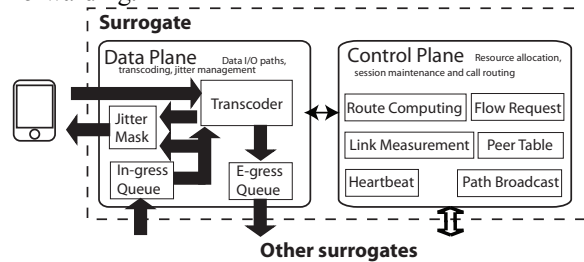 Surrogate
Data Plane Data I/O paths,
transcoding, jitter management
Transcoder
Jitter
Mask
In-gress
Queue
E-gress
Queue
Control Plane Resource allocation,
session maintenance and call routing
Route Computing Flow Request
Link Measurement Peer Table
Heartbeat Path Broadcast
Other surrogates